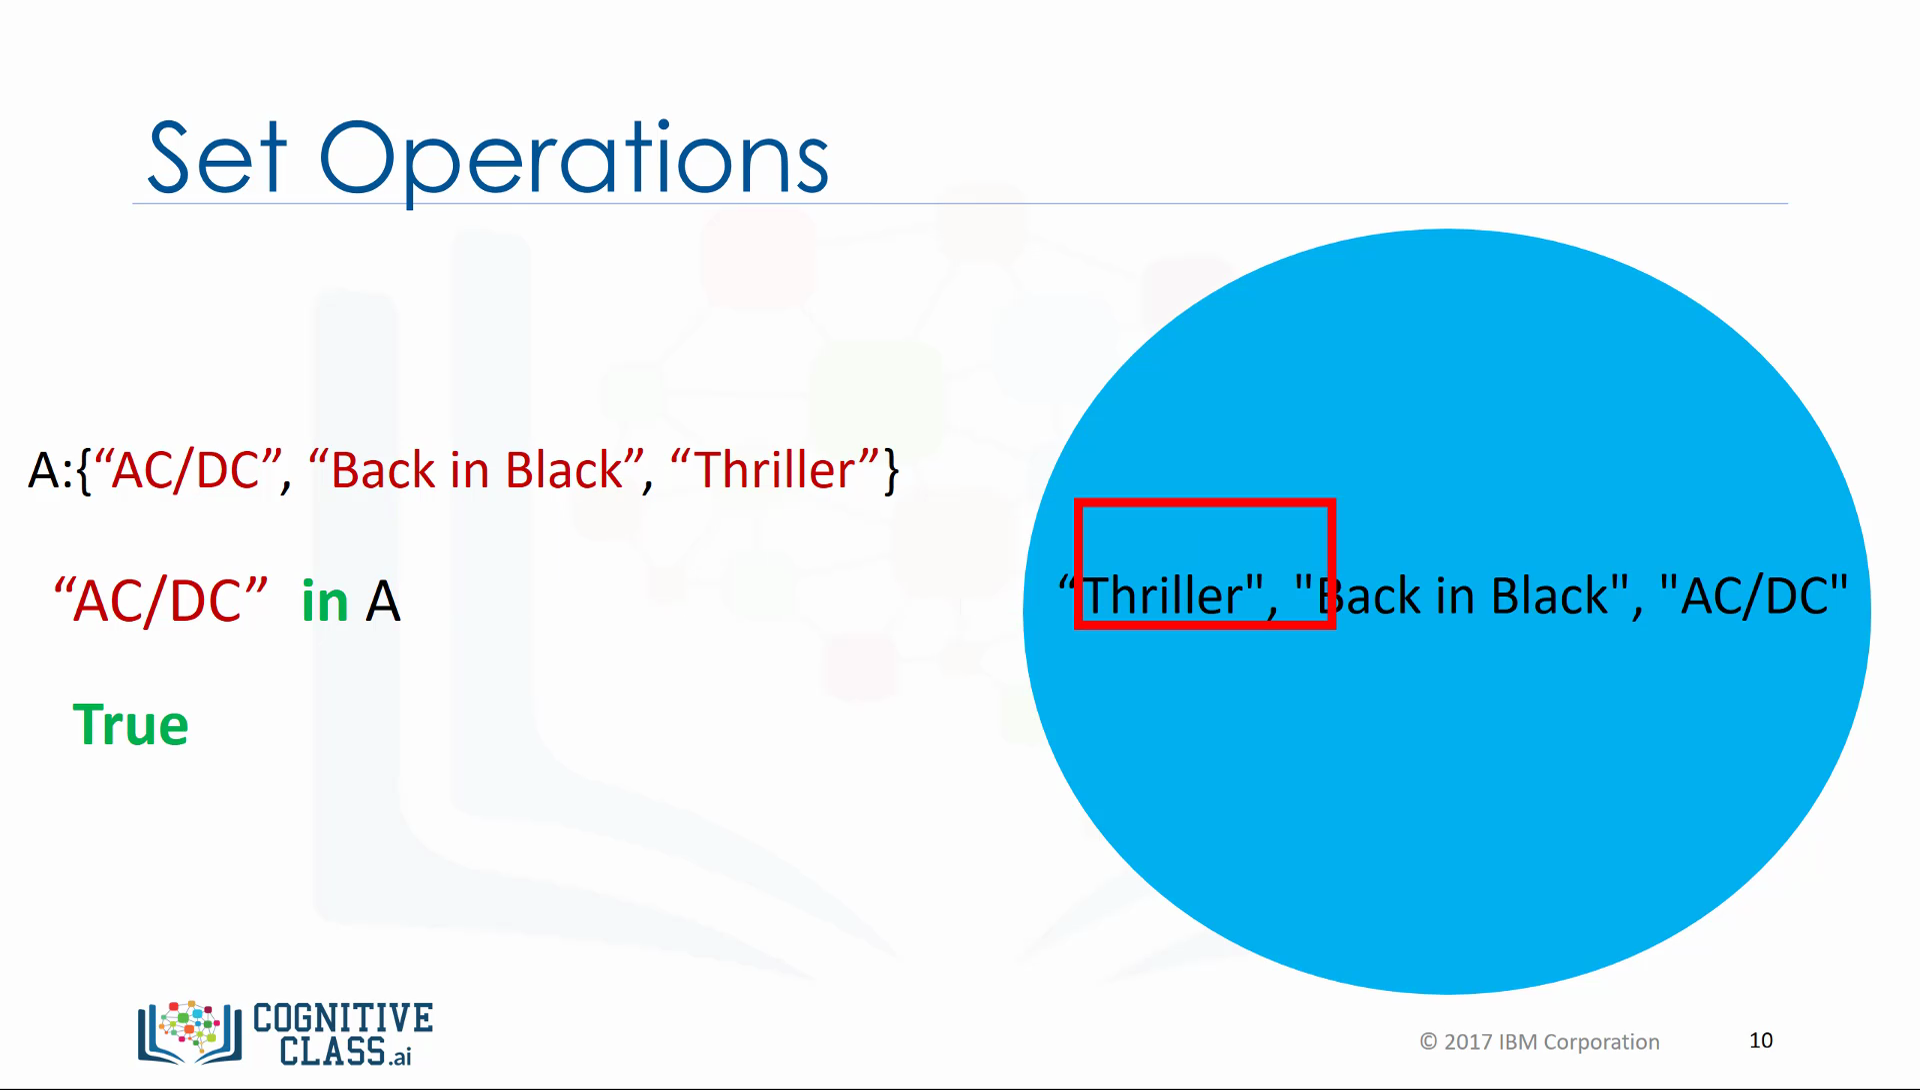 Set Operations
A:{“AC/DC”, “Back in Black”, “Thriller”}
“AC/DC” in A
True
“Thriller", "Back in Black", "AC/DC"
COGNITIVE
CLASS.ai
© 2017 IBM Corporation 10